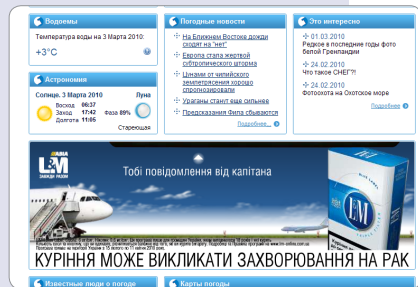 Водоемы
Температура воды на 3 Марта 2010:
+3°C
Астрономия
Солнце. 3 Марта 2010
Луна
Восход 06:37
Заход 17:42
Долгота 11:05
Фаза 89%
Стареющая
Погодные новости
На Ближнем Востоке дожди сходят на "нет"
Европа стала жертвой субтропического шторма
Цунами от чилийского землетрясения хорошо спрогнозировали
Ураганы станут еще сильнее
Предсказания Фила сбываются
Подробнее...
Это интересно
01.03.2010
Редкое в последние годы фото белой Гренландии
24.02.2010
Что такое СНЕГ?!
24.02.2010
Фотоохота на Охотское море
Подробнее
L&M
Тобі повідомлення від капітана
L&M
КУРІННЯ МОЖЕ ВИКЛИКАТИ ЗАХВОРЮВАННЯ НА РАК
Известные люди о погоде
Карты погоды